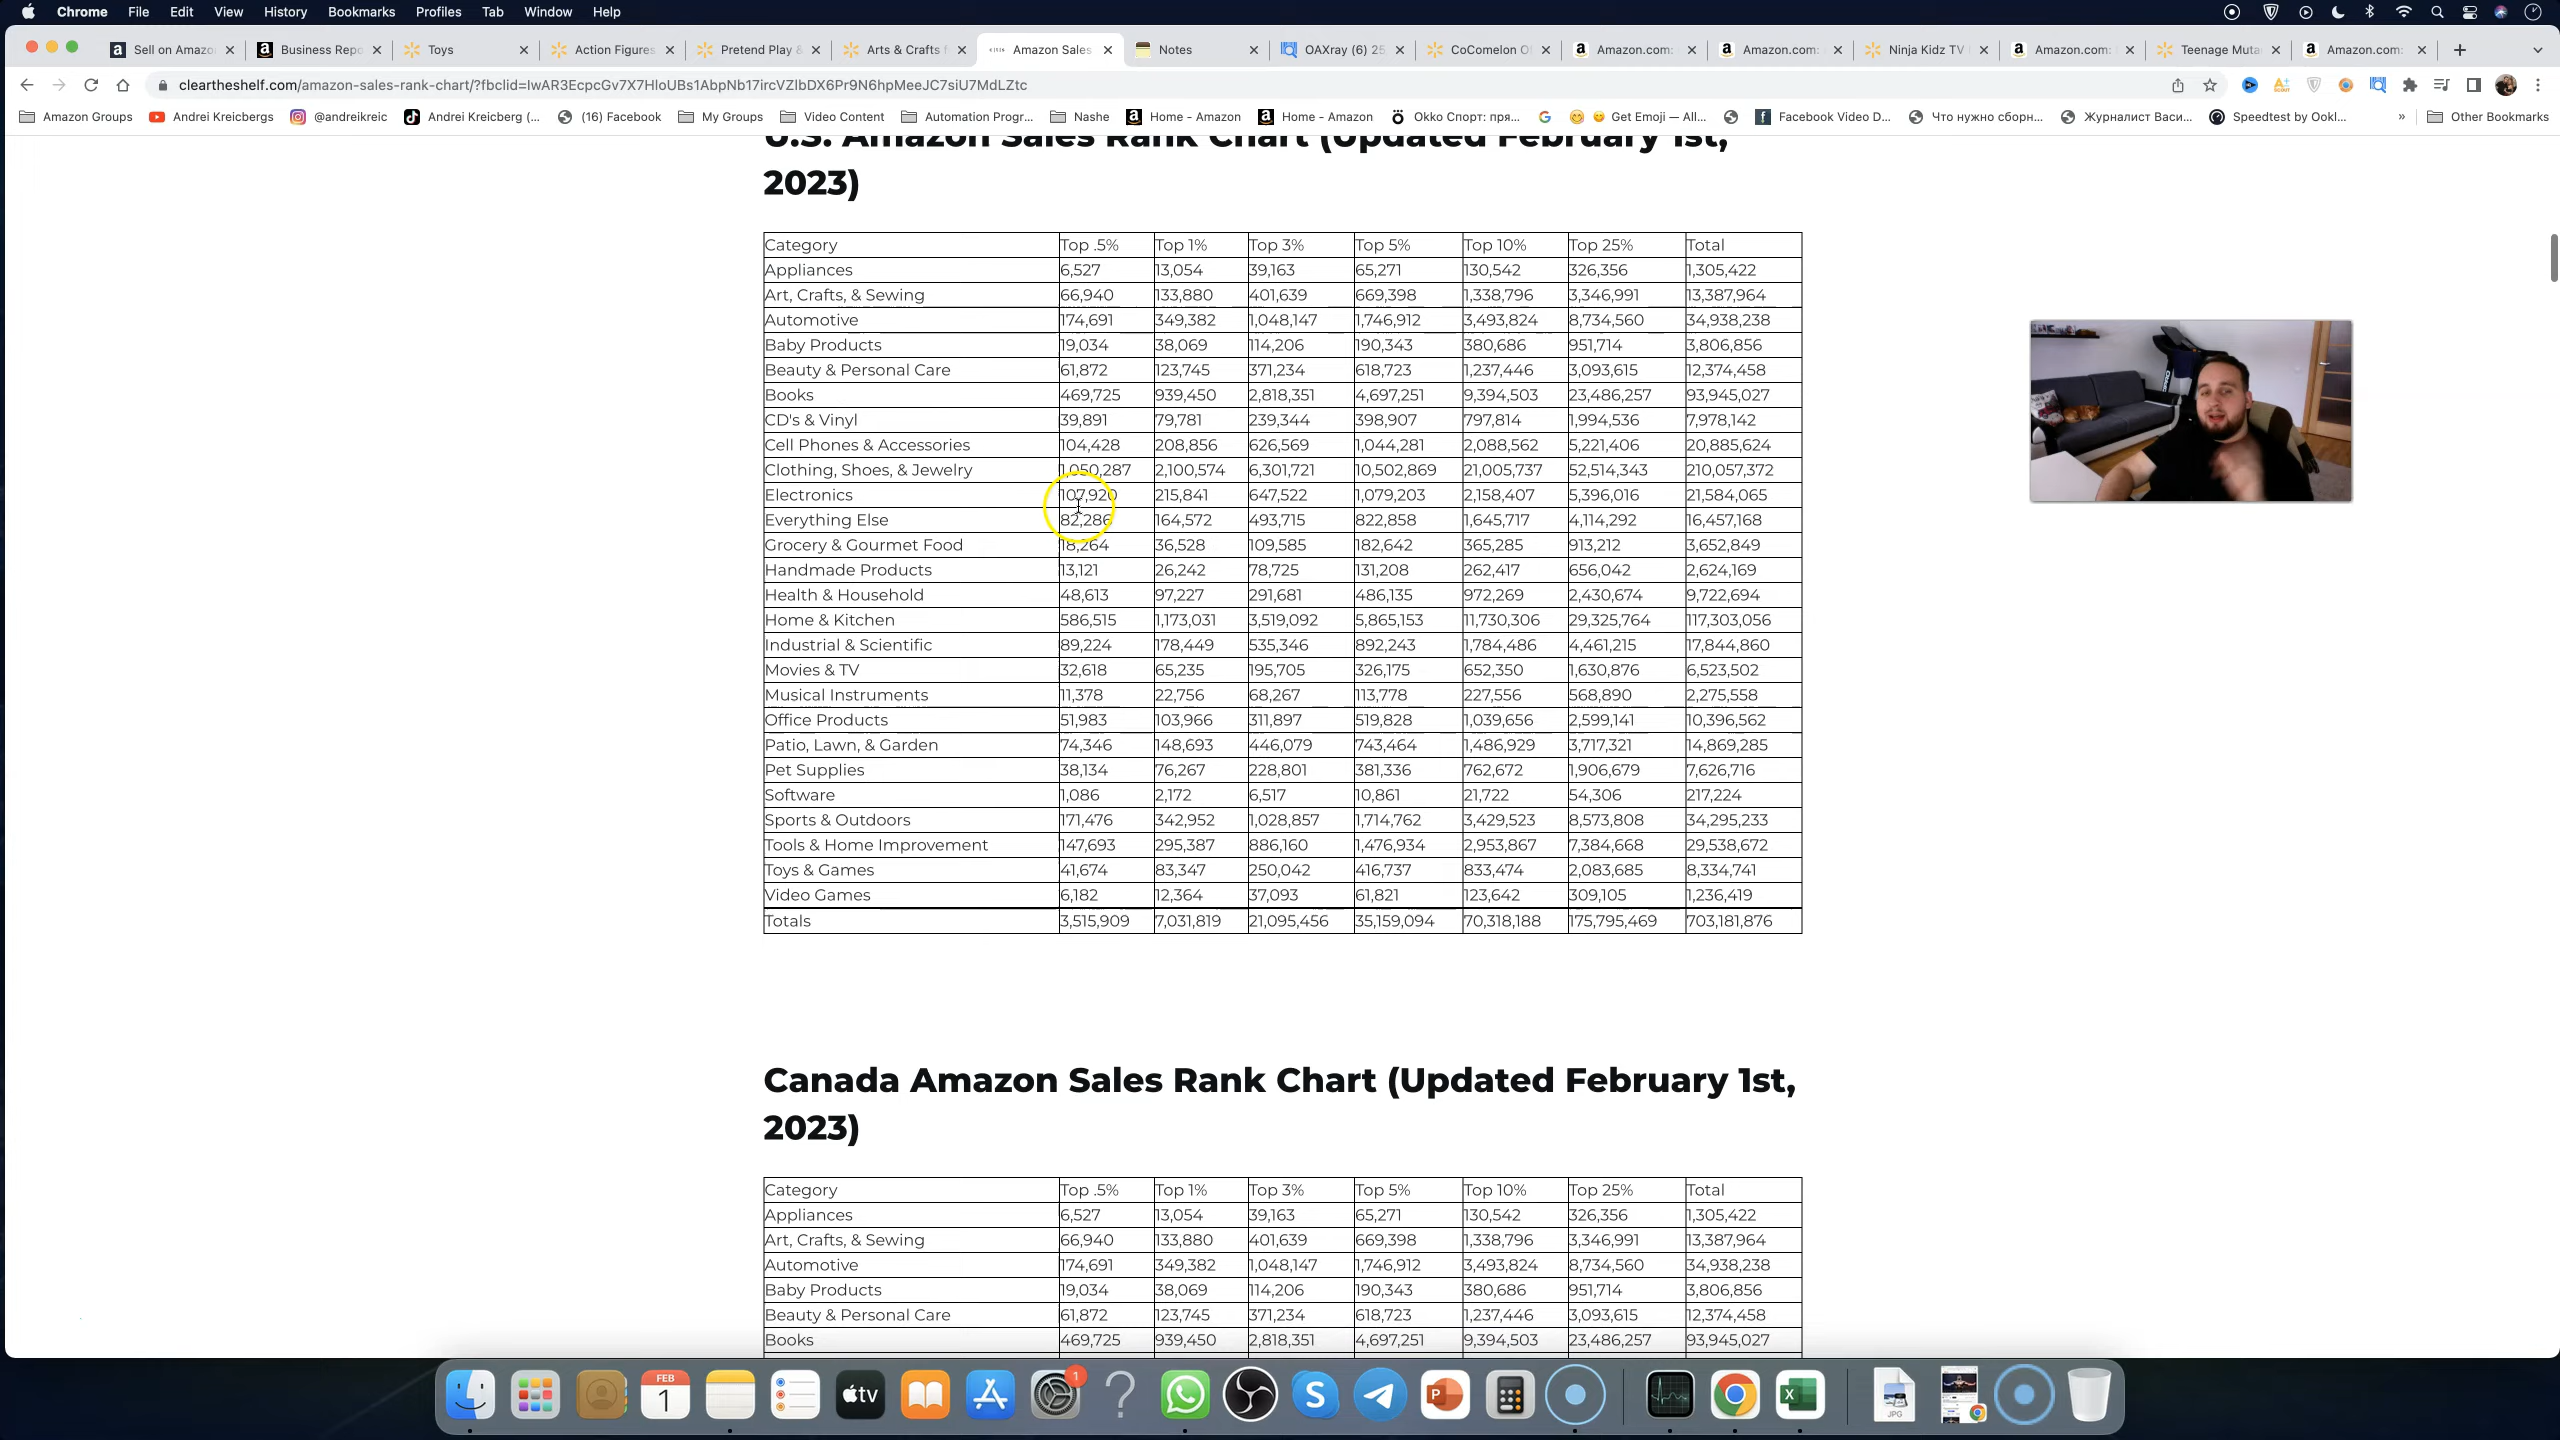 Chrome File Edit View History Bookmarks Profiles Tab Window Help
Sell on Amazo Business Repo Toys Action Figures Pretend Play & Arts & Crafts f Amazon Sales Notes OAXray (6) 25 CoComelon O Amazon.com: Amazon.com: Ninja Kidz TV Amazon.com: Teenage Muta Amazon.com:
cleartheshelf.com/amazon-sales-rank-chart/?fbclid=IwAR3EcpcGv7X7HIoUBs1AbpNb17ircVZlbDX6Pr9N6hpMeeJC7siU7MdLZtc
Amazon Groups Andrei Kreicbergs @andreikreic Andrei Kreicberg (... (16) Facebook My Groups Video Content Automation Progr... Nashe Home - Amazon Home - Amazon Okko Спорт: пря... Get Emoji — All... Facebook Video D... Что нужно сборн... Журналист Васи... Speedtest by Ookl... » Other Bookmarks
U.S. Amazon Sales Rank Chart (Updated February 1st,
2023)
Category Top .5% Top 1% Top 3% Top 5% Top 10% Top 25% Total
Appliances 6,527 13,054 39,163 65,271 130,542 326,356 1,305,422
Art, Crafts, & Sewing 66,940 133,880 401,639 669,398 1,338,796 3,346,991 13,387,964
Automotive 174,691 349,382 1,048,147 1,746,912 3,493,824 8,734,560 34,938,238
Baby Products 19,034 38,069 114,206 190,343 380,686 951,714 3,806,856
Beauty & Personal Care 61,872 123,745 371,234 618,723 1,237,446 3,093,615 12,374,458
Books 469,725 939,450 2,818,351 4,697,251 9,394,503 23,486,257 93,945,027
CD's & Vinyl 39,891 79,781 239,344 398,907 797,814 1,994,536 7,978,142
Cell Phones & Accessories 104,428 208,856 626,569 1,044,281 2,088,562 5,221,406 20,885,624
Clothing, Shoes, & Jewelry 1,050,287 2,100,574 6,301,721 10,502,869 21,005,737 52,514,343 210,057,372
Electronics 107,920 215,841 647,522 1,079,203 2,158,407 5,396,016 21,584,065
Everything Else 82,286 164,572 493,715 822,858 1,645,717 4,114,292 16,457,168
Grocery & Gourmet Food 18,264 36,528 109,585 182,642 365,285 913,212 3,652,849
Handmade Products 13,121 26,242 78,725 131,208 262,417 656,042 2,624,169
Health & Household 48,613 97,227 291,681 486,135 972,269 2,430,674 9,722,694
Home & Kitchen 586,515 1,173,031 3,519,092 5,865,153 11,730,306 29,325,764 117,303,056
Industrial & Scientific 89,224 178,449 535,346 892,243 1,784,486 4,461,215 17,844,860
Movies & TV 32,618 65,235 195,705 326,175 652,350 1,630,876 6,523,502
Musical Instruments 11,378 22,756 68,267 113,778 227,556 568,890 2,275,558
Office Products 51,983 103,966 311,897 519,828 1,039,656 2,599,141 10,396,562
Patio, Lawn, & Garden 74,346 148,693 446,079 743,464 1,486,929 3,717,321 14,869,285
Pet Supplies 38,134 76,267 228,801 381,336 762,672 1,906,679 7,626,716
Software 1,086 2,172 6,517 10,861 21,722 54,306 217,224
Sports & Outdoors 171,476 342,952 1,028,857 1,714,762 3,429,523 8,573,808 34,295,233
Tools & Home Improvement 147,693 295,387 886,160 1,476,934 2,953,867 7,384,668 29,538,672
Toys & Games 41,674 83,347 250,042 416,737 833,474 2,083,685 8,334,741
Video Games 6,182 12,364 37,093 61,821 123,642 309,105 1,236,419
Totals 3,515,909 7,031,819 21,095,456 35,159,094 70,318,188 175,795,469 703,181,876
Canada Amazon Sales Rank Chart (Updated February 1st,
2023)
Category Top .5% Top 1% Top 3% Top 5% Top 10% Top 25% Total
Appliances 6,527 13,054 39,163 65,271 130,542 326,356 1,305,422
Art, Crafts, & Sewing 66,940 133,880 401,639 669,398 1,338,796 3,346,991 13,387,964
Automotive 174,691 349,382 1,048,147 1,746,912 3,493,824 8,734,560 34,938,238
Baby Products 19,034 38,069 114,206 190,343 380,686 951,714 3,806,856
Beauty & Personal Care 61,872 123,745 371,234 618,723 1,237,446 3,093,615 12,374,458
Books 469,725 939,450 2,818,351 4,697,251 9,394,503 23,486,257 93,945,027
FEB
1
tv
1
JPG